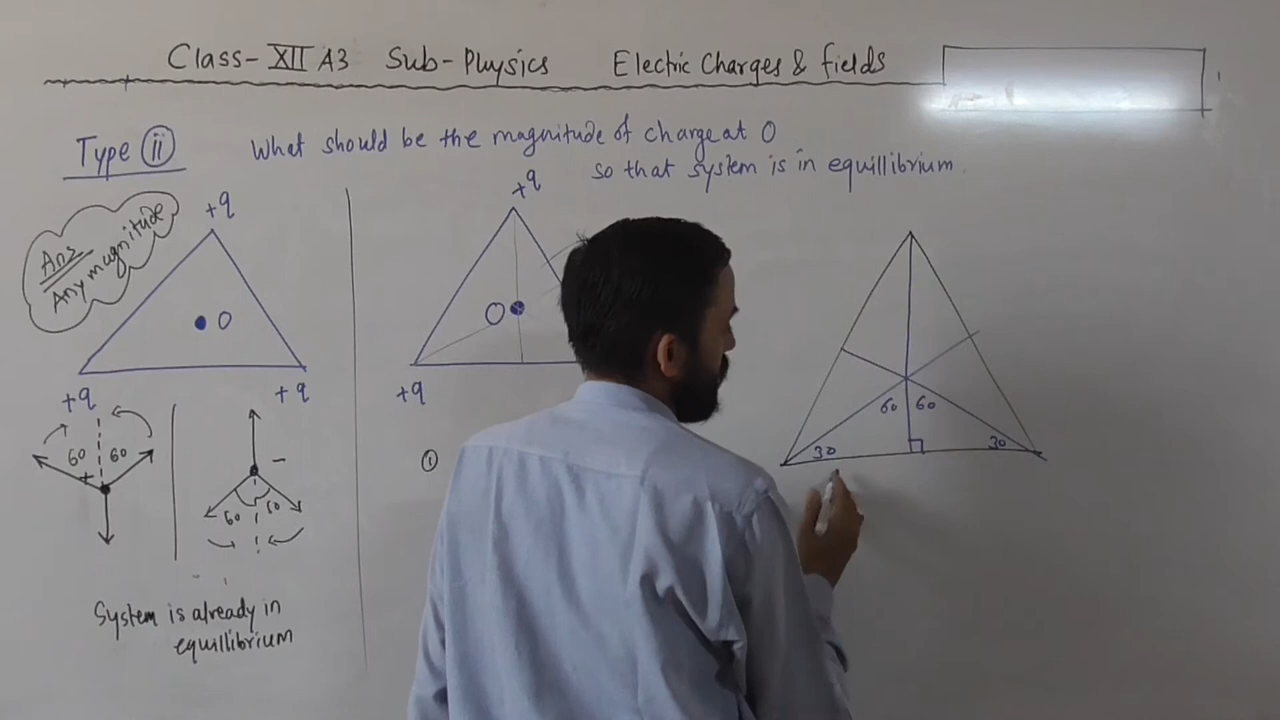 Class-XII A3 Sub-Physics Electric Charges & fields
Type (ii) What should be the magnitude of charge at O
so that system is in equillibrium.
Ans
Any magnitude
+q
O
+q +q
60 60
+
-
60 60
System is already in
equillibrium
+q
O
+q
①
60 60
30 30